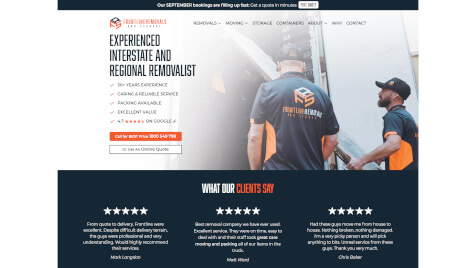 Our SEPTEMBER bookings are filling up fast: Get a quote in minutes
FRONTLINE REMOVALS
AND STORAGE
REMOVALS MOVING STORAGE CONTAINERS ABOUT WHY CONTACT
EXPERIENCED
INTERSTATE AND
REGIONAL REMOVALIST
CARING & RELIABLE SERVICE
PACKING AVAILABLE
EXCELLENT VALUE
4.7 ★★★★★ ON GOOGLE
Call for BEST Price 1800 549 798
Or Get An Online Quote
FRONTLINE REMOVALS
AND STORAGE
WHAT OUR CLIENTS SAY
★★★★★ ★★★★★ ★★★★★
From quote to delivery, Frontline were
excellent. Despite difficult delivery terrain,
the guys were professional and very
understanding. Would highly recommend
their services.
Mark Langdon
Best removal company we have ever used.
Excellent service. They were on time, easy to
deal with and their staff took great care
moving and packing all of our items in the
truck.
Matt Ward
Had these guys move me from house to
house. Nothing broken, nothing damaged.
I'm a very picky person and will pick
anything to bits. Unreal service from these
guys. Thank you very much.
Chris Baker